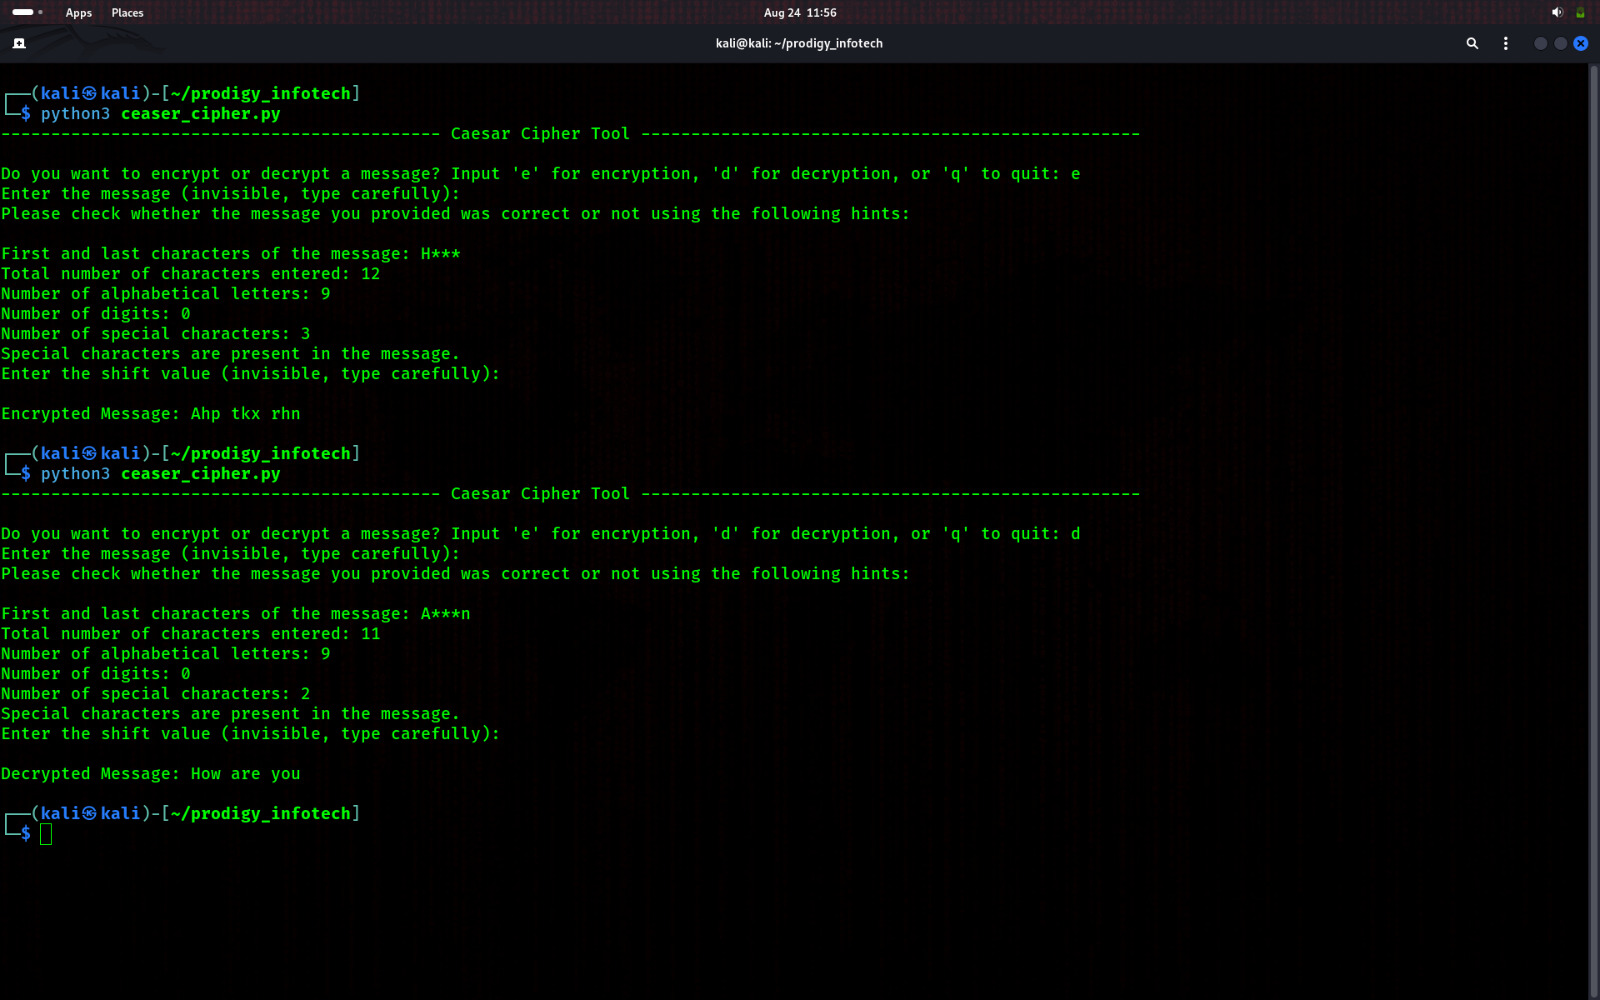 Apps Places Aug 24 11:56
kali@kali: ~/prodigy_infotech
┌──(kali㉿kali)-[~/prodigy_infotech]
└─$ python3 ceaser_cipher.py
-------------------------------------------- Caesar Cipher Tool --------------------------------------------------
Do you want to encrypt or decrypt a message? Input 'e' for encryption, 'd' for decryption, or 'q' to quit: e
Enter the message (invisible, type carefully):
Please check whether the message you provided was correct or not using the following hints:
First and last characters of the message: H***
Total number of characters entered: 12
Number of alphabetical letters: 9
Number of digits: 0
Number of special characters: 3
Special characters are present in the message.
Enter the shift value (invisible, type carefully):
Encrypted Message: Ahp tkx rhn
┌──(kali㉿kali)-[~/prodigy_infotech]
└─$ python3 ceaser_cipher.py
-------------------------------------------- Caesar Cipher Tool --------------------------------------------------
Do you want to encrypt or decrypt a message? Input 'e' for encryption, 'd' for decryption, or 'q' to quit: d
Enter the message (invisible, type carefully):
Please check whether the message you provided was correct or not using the following hints:
First and last characters of the message: A***n
Total number of characters entered: 11
Number of alphabetical letters: 9
Number of digits: 0
Number of special characters: 2
Special characters are present in the message.
Enter the shift value (invisible, type carefully):
Decrypted Message: How are you
┌──(kali㉿kali)-[~/prodigy_infotech]
└─$